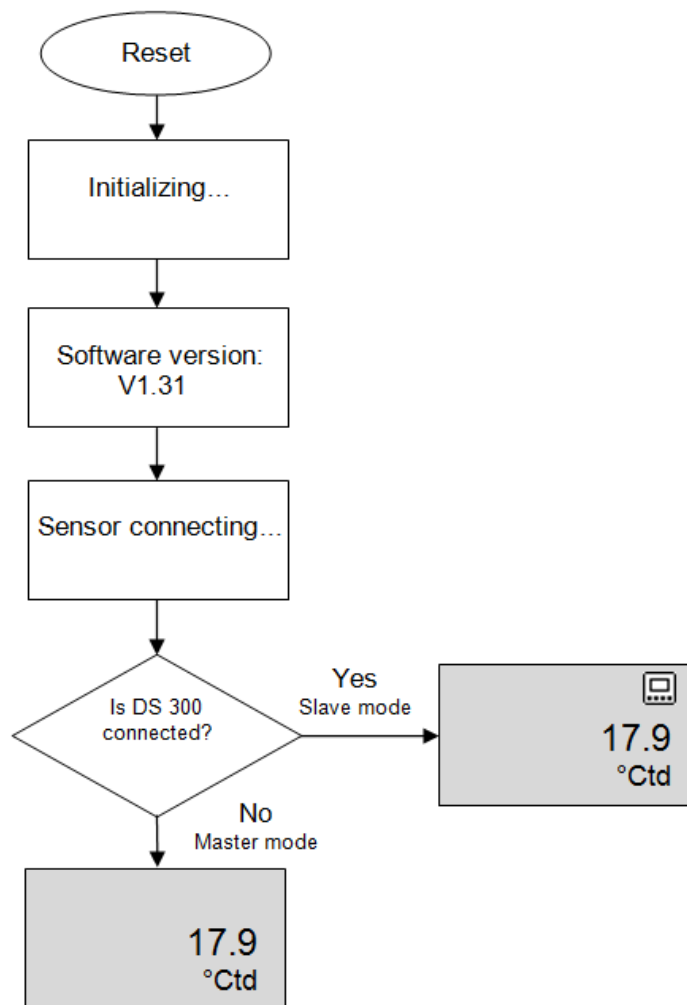 Reset
Initializing...
Software version:
V1.31
Sensor connecting...
Is DS 300
connected?
Yes
Slave mode
17.9
°Ctd
No
Master mode
17.9
°Ctd